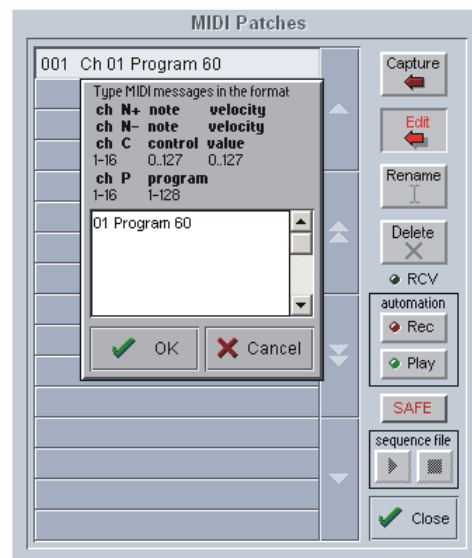 MIDI Patches
001 Ch 01 Program 60
Type MIDI messages in the format
ch N+ note velocity
ch N- note velocity
ch C control value
1-16 0..127 0..127
ch P program
1-16 1-128
01 Program 60
OK
Cancel
Capture
Edit
Rename
Delete
RCV
automation
Rec
Play
SAFE
sequence file
Close